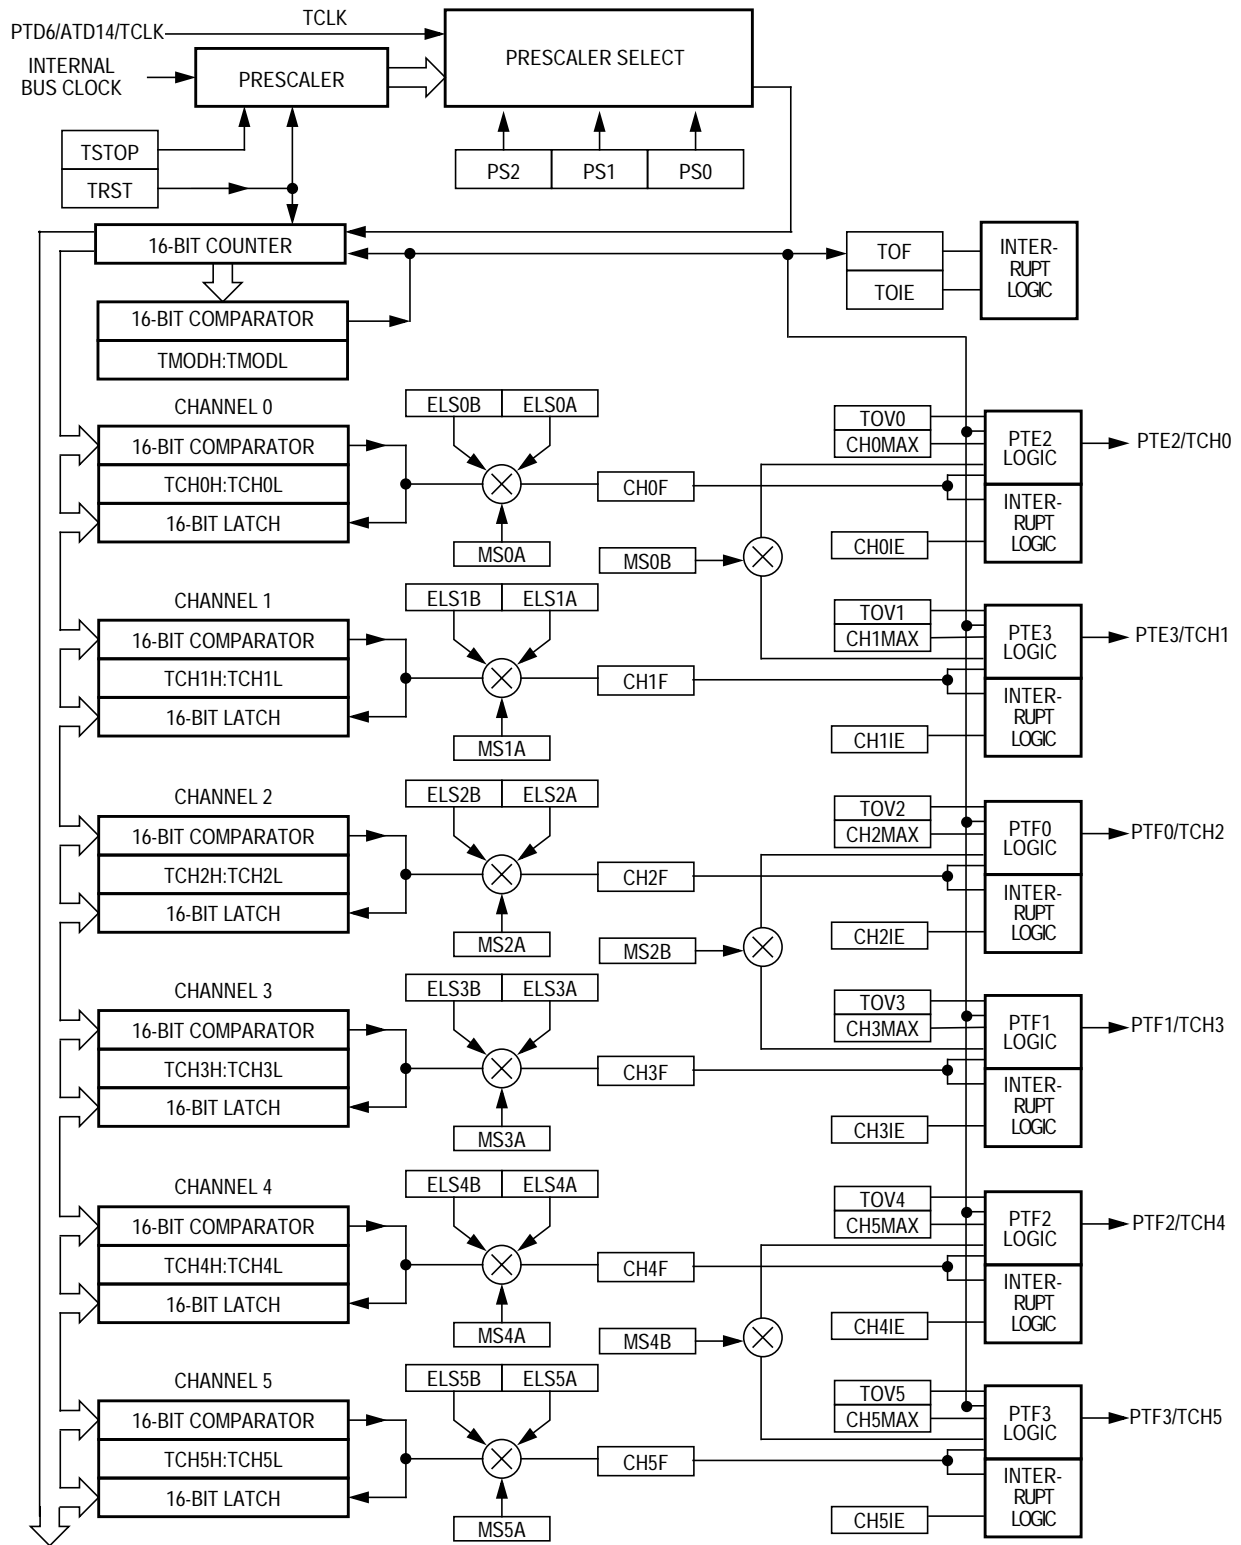 TCLK
PTD6/ATD14/TCLK
PRESCALER SELECT
INTERNAL
BUS CLOCK
PRESCALER
TSTOP
TRST
PS2
PS1
PS0
16-BIT COUNTER
TOF
TOIE
INTER-
RUPT
LOGIC
16-BIT COMPARATOR
TMODH:TMODL
CHANNEL 0
ELS0B
ELS0A
TOV0
CH0MAX
PTE2
LOGIC
PTE2/TCH0
16-BIT COMPARATOR
TCH0H:TCH0L
16-BIT LATCH
CH0F
INTER-
RUPT
LOGIC
MS0A
MS0B
CH0IE
CHANNEL 1
ELS1B
ELS1A
TOV1
CH1MAX
PTE3
LOGIC
PTE3/TCH1
16-BIT COMPARATOR
TCH1H:TCH1L
16-BIT LATCH
CH1F
INTER-
RUPT
LOGIC
MS1A
CH1IE
CHANNEL 2
ELS2B
ELS2A
TOV2
CH2MAX
PTF0
LOGIC
PTF0/TCH2
16-BIT COMPARATOR
TCH2H:TCH2L
16-BIT LATCH
CH2F
INTER-
RUPT
LOGIC
MS2A
MS2B
CH2IE
CHANNEL 3
ELS3B
ELS3A
TOV3
CH3MAX
PTF1
LOGIC
PTF1/TCH3
16-BIT COMPARATOR
TCH3H:TCH3L
16-BIT LATCH
CH3F
INTER-
RUPT
LOGIC
MS3A
CH3IE
CHANNEL 4
ELS4B
ELS4A
TOV4
CH5MAX
PTF2
LOGIC
PTF2/TCH4
16-BIT COMPARATOR
TCH4H:TCH4L
16-BIT LATCH
CH4F
INTER-
RUPT
LOGIC
MS4A
MS4B
CH4IE
CHANNEL 5
ELS5B
ELS5A
TOV5
CH5MAX
PTF3
LOGIC
PTF3/TCH5
16-BIT COMPARATOR
TCH5H:TCH5L
16-BIT LATCH
CH5F
INTER-
RUPT
LOGIC
MS5A
CH5IE